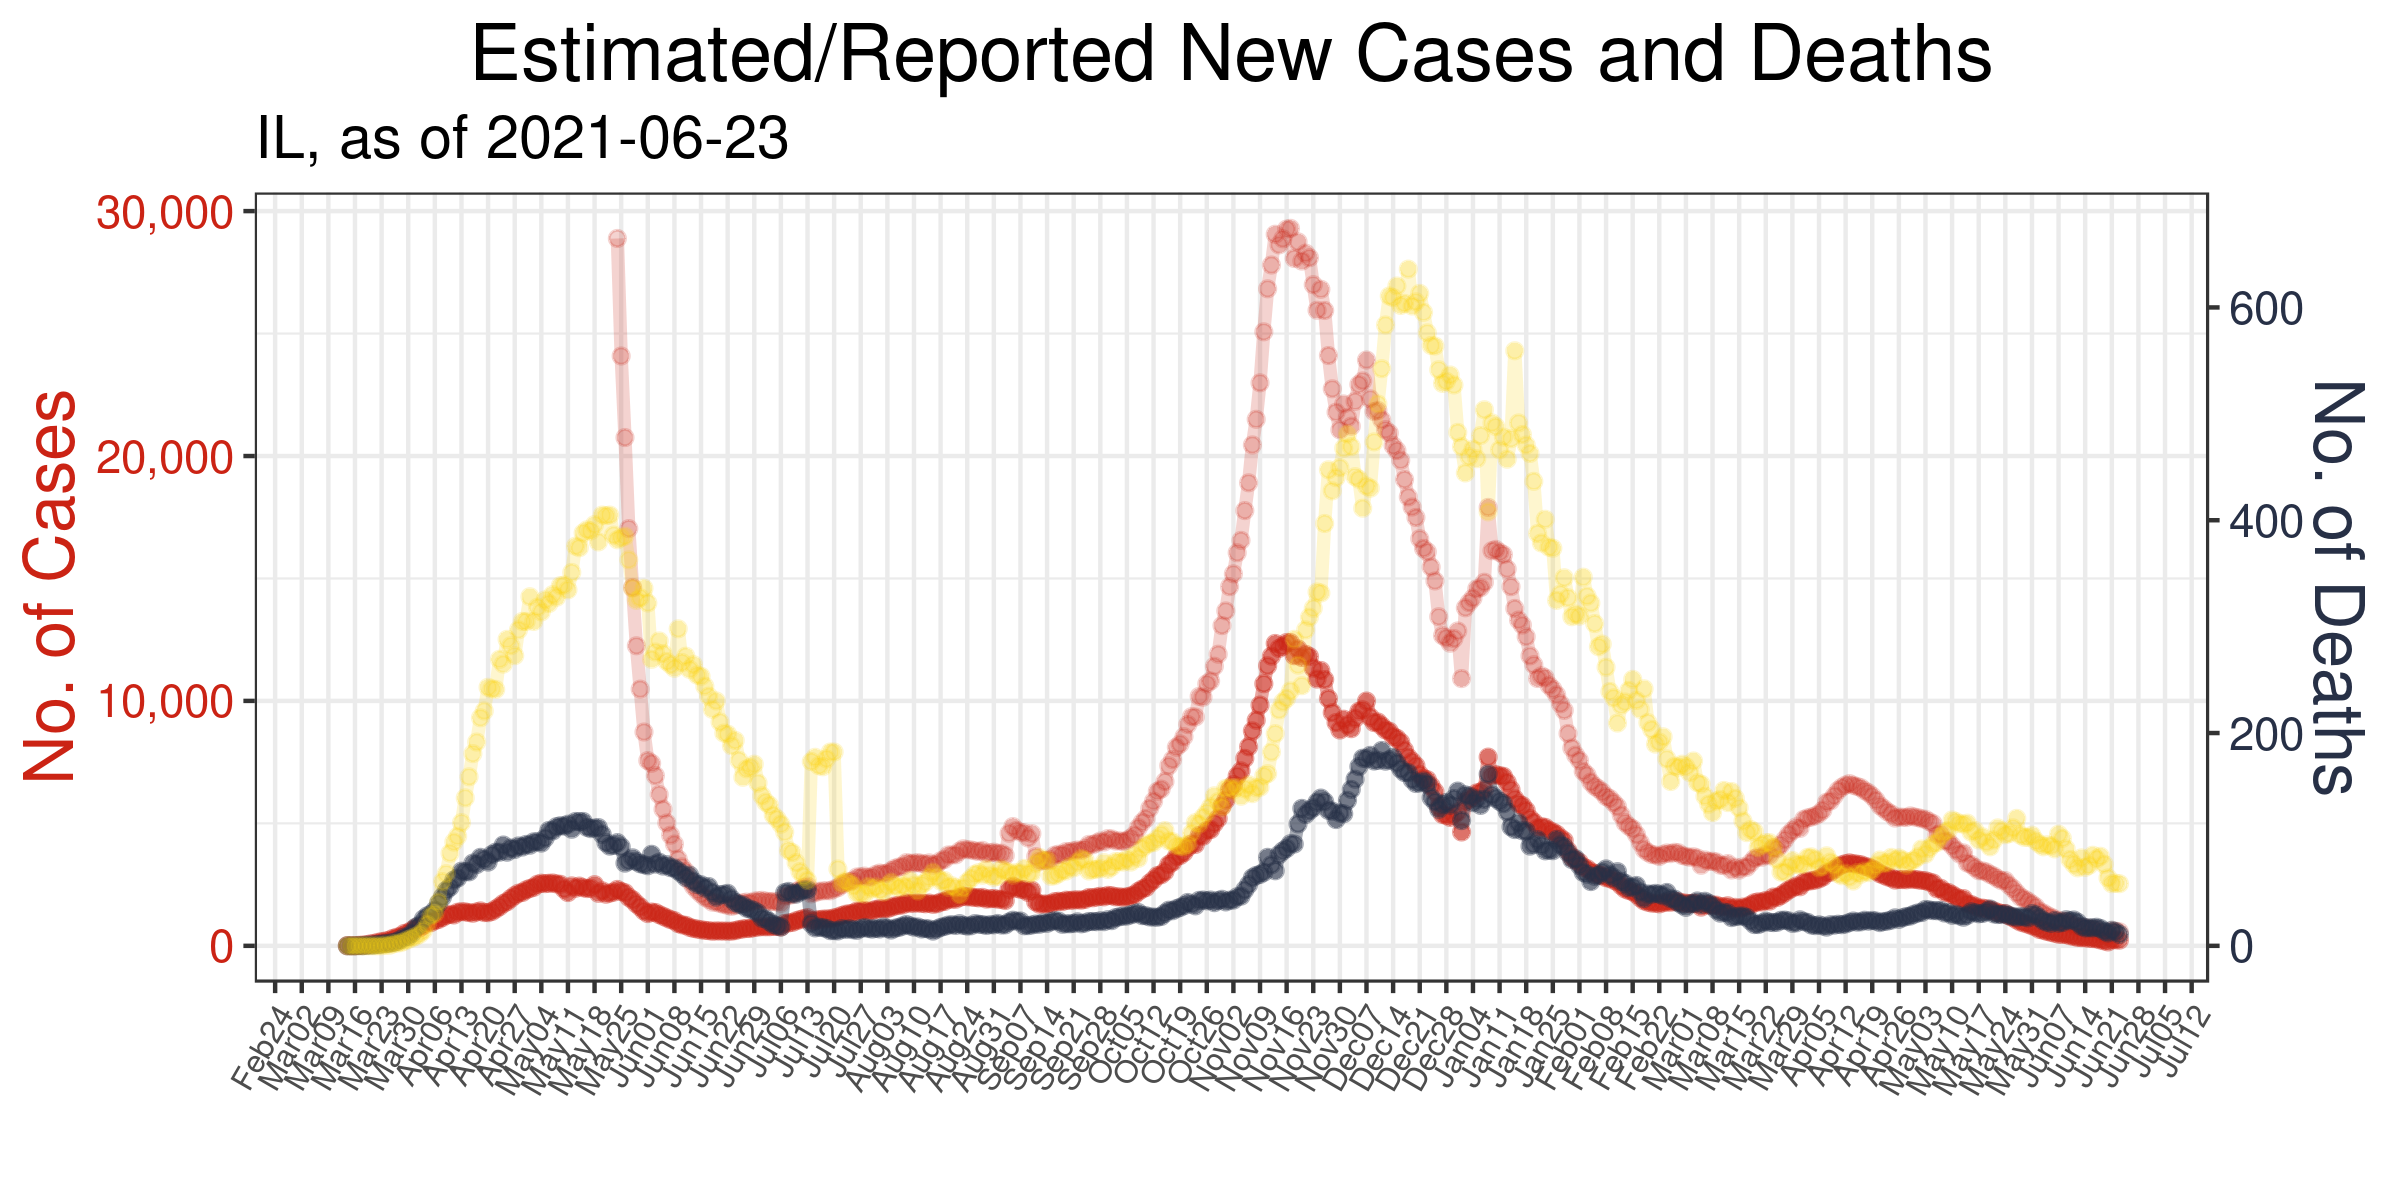 Estimated/Reported New Cases and Deaths
IL, as of 2021-06-23
No. of Cases
30,000
20,000
10,000
0
600
400
200
0
No. of Deaths
Feb24
Mar02
Mar09
Mar16
Mar23
Mar30
Apr06
Apr13
Apr20
Apr27
May04
May11
May18
May25
Jun01
Jun08
Jun15
Jun22
Jun29
Jul06
Jul13
Jul20
Jul27
Aug03
Aug10
Aug17
Aug24
Aug31
Sep07
Sep14
Sep21
Sep28
Oct05
Oct12
Oct19
Oct26
Nov02
Nov09
Nov16
Nov23
Nov30
Dec07
Dec14
Dec21
Dec28
Jan04
Jan11
Jan18
Jan25
Feb01
Feb08
Feb15
Feb22
Mar01
Mar08
Mar15
Mar22
Mar29
Apr05
Apr12
Apr19
Apr26
May03
May10
May17
May24
May31
Jun07
Jun14
Jun21
Jun28
Jul05
Jul12